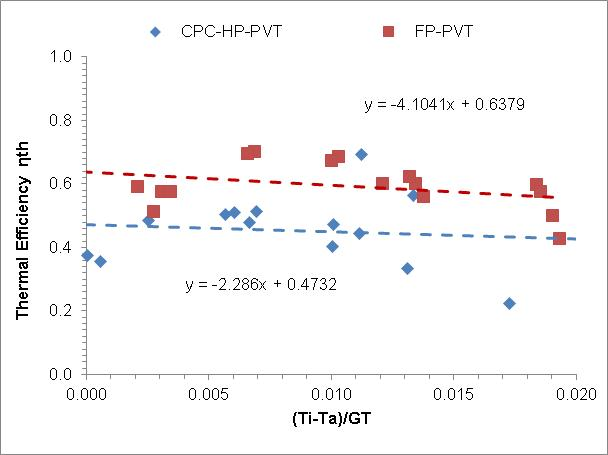 CPC-HP-PVT FP-PVT
1.0
y = -4.1041x + 0.6379
0.8
0.6
0.4
y = -2.286x + 0.4732
0.2
0.0
Thermal Efficiency ηth
0.000 0.005 0.010 0.015 0.020
(Ti-Ta)/GT